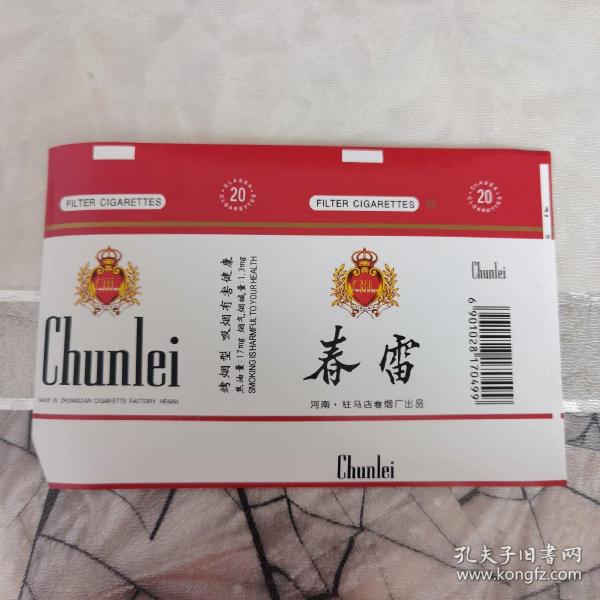 FILTER CIGARETTES
CLASS A CIGARETTES
20
Chunlei
MADE IN ZHUMADIAN CIGARETTE FACTORY HENAN
烤烟型 吸烟有害健康
焦油量:17mg 烟气烟碱量:1.3mg
SMOKING IS HARMFUL TO YOUR HEALTH
FILTER CIGARETTES
春雷
河南·驻马店卷烟厂出品
CLASS A CIGARETTES
20
Chunlei
6 901028 170499
Chunlei
孔夫子旧书网
www.kongfz.com